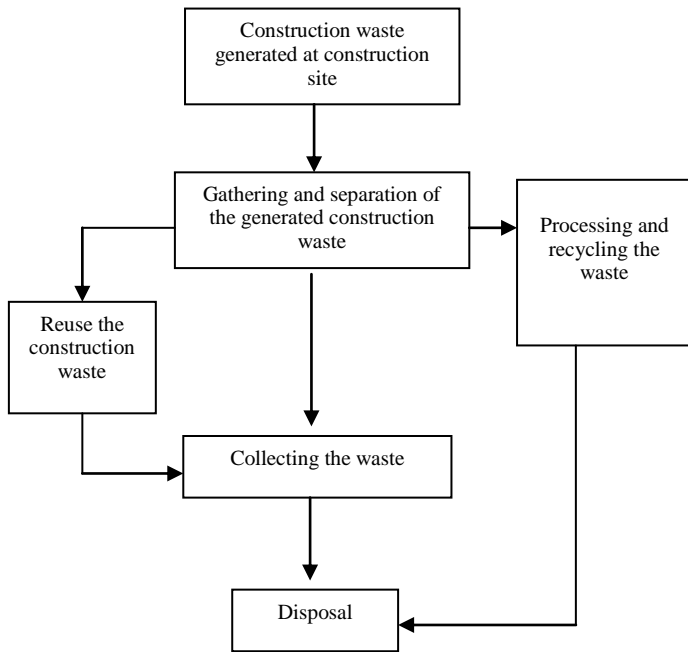 Construction waste
generated at construction
site
Gathering and separation of
the generated construction
waste
Processing and
recycling the
waste
Reuse the
construction
waste
Collecting the waste
Disposal